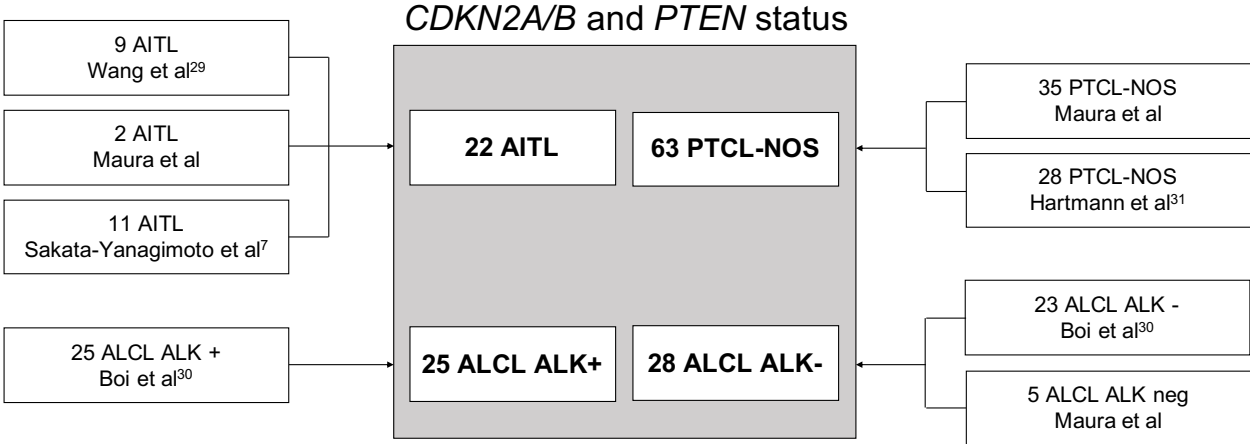 CDKN2A/B and PTEN status
9 AITL
Wang et al29
2 AITL
Maura et al
11 AITL
Sakata-Yanagimoto et al7
25 ALCL ALK +
Boi et al30
22 AITL
63 PTCL-NOS
25 ALCL ALK+
28 ALCL ALK-
35 PTCL-NOS
Maura et al
28 PTCL-NOS
Hartmann et al31
23 ALCL ALK -
Boi et al30
5 ALCL ALK neg
Maura et al